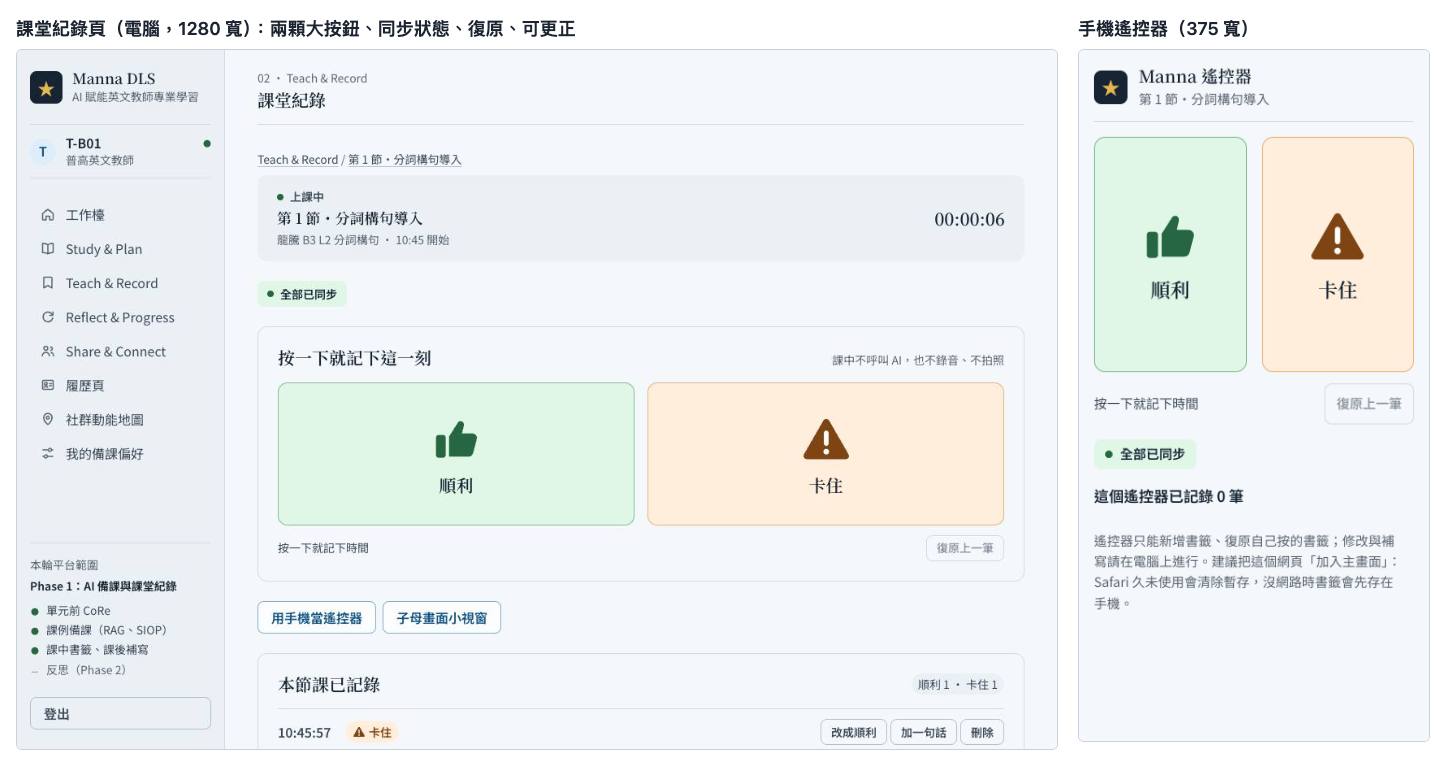 課堂紀錄頁（電腦，1280 寬）：兩顆大按鈕、同步狀態、復原、可更正
Manna DLS
AI 賦能英文教師專業學習
T
T-B01
普高英文教師
工作檯
Study & Plan
Teach & Record
Reflect & Progress
Share & Connect
履歷頁
社群動能地圖
我的備課偏好
本輪平台範圍
Phase 1：AI 備課與課堂紀錄
單元前 CoRe
課例備課（RAG、SIOP）
課中書籤、課後補寫
– 反思（Phase 2）
登出
02 · Teach & Record
課堂紀錄
Teach & Record / 第 1 節・分詞構句導入
上課中
第 1 節・分詞構句導入
龍騰 B3 L2 分詞構句 · 10:45 開始
00:00:06
全部已同步
按一下就記下這一刻
課中不呼叫 AI，也不錄音、不拍照
順利
卡住
按一下就記下時間
復原上一筆
用手機當遙控器
子母畫面小視窗
本節課已記錄
順利 1 · 卡住 1
10:45:57
卡住
改成順利
加一句話
刪除
手機遙控器（375 寬）
Manna 遙控器
第 1 節・分詞構句導入
順利
卡住
按一下就記下時間
復原上一筆
全部已同步
這個遙控器已記錄 0 筆
遙控器只能新增書籤、復原自己按的書籤；修改與補
寫請在電腦上進行。建議把這個網頁「加入主畫面」：
Safari 久未使用會清除暫存，沒網路時書籤會先存在
手機。